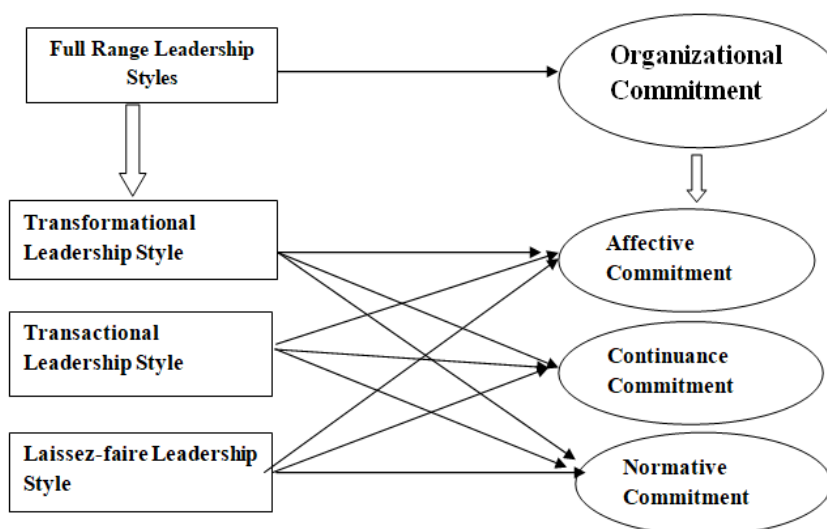 Full Range Leadership
Styles
Organizational
Commitment
Transformational
Leadership Style
Affective
Commitment
Transactional
Leadership Style
Continuance
Commitment
Laissez-faire Leadership
Style
Normative
Commitment